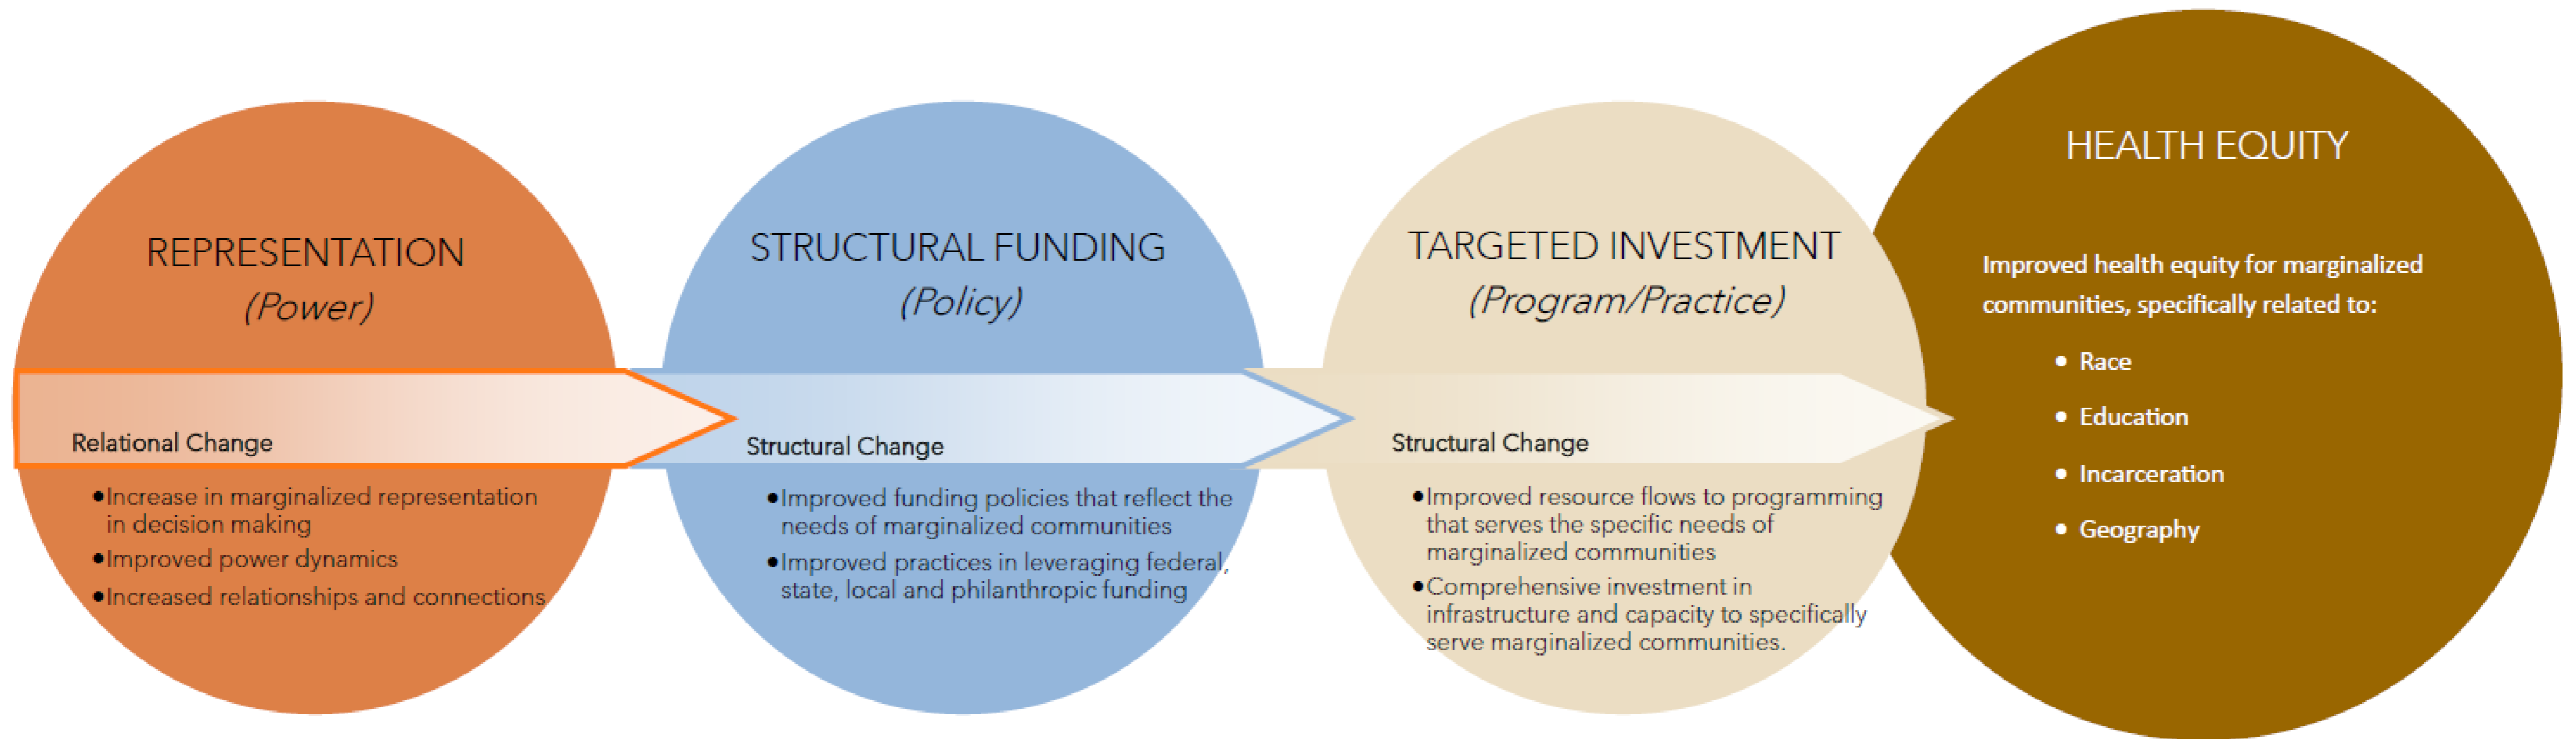 REPRESENTATION
(Power)
Relational Change
●Increase in marginalized representation
in decision making
●Improved power dynamics
●Increased relationships and connections
STRUCTURAL FUNDING
(Policy)
Structural Change
●Improved funding policies that reflect the
needs of marginalized communities
●Improved practices in leveraging federal,
state, local and philanthropic funding
TARGETED INVESTMENT
(Program/Practice)
Structural Change
●Improved resource flows to programming
that serves the specific needs of
marginalized communities
●Comprehensive investment in
infrastructure and capacity to specifically
serve marginalized communities.
HEALTH EQUITY
Improved health equity for marginalized
communities, specifically related to:
● Race
● Education
● Incarceration
● Geography